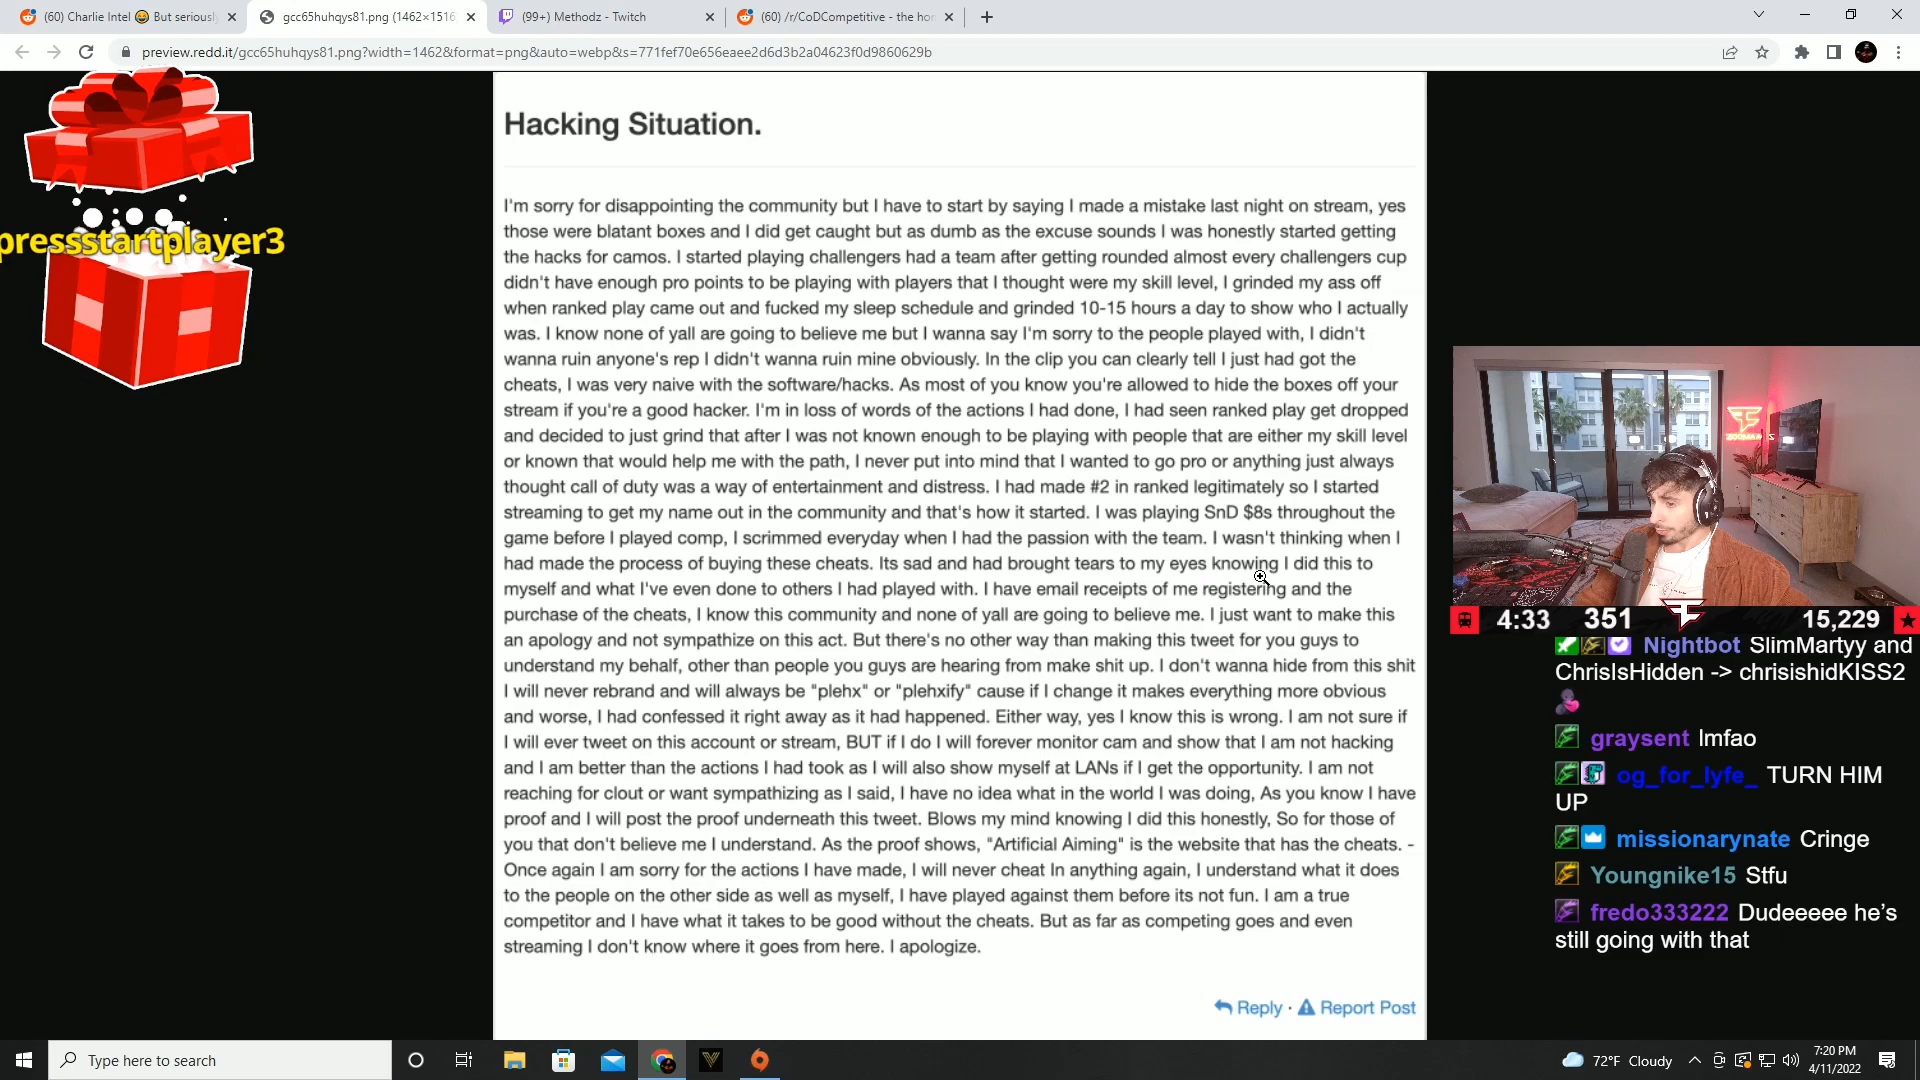 (60) Charlie Intel 😂 But seriously
gcc65huhqys81.png (1462×1516)
(99+) Methodz - Twitch
(60) /r/CoDCompetitive - the hom
preview.redd.it/gcc65huhqys81.png?width=1462&format=png&auto=webp&s=771fef70e656eaee2d6d3b2a04623f0d9860629b
pressstartplayer3
Hacking Situation.
I'm sorry for disappointing the community but I have to start by saying I made a mistake last night on stream, yes
those were blatant boxes and I did get caught but as dumb as the excuse sounds I was honestly started getting
the hacks for camos. I started playing challengers had a team after getting rounded almost every challengers cup
didn't have enough pro points to be playing with players that I thought were my skill level, I grinded my ass off
when ranked play came out and fucked my sleep schedule and grinded 10-15 hours a day to show who I actually
was. I know none of yall are going to believe me but I wanna say I'm sorry to the people played with, I didn't
wanna ruin anyone's rep I didn't wanna ruin mine obviously. In the clip you can clearly tell I just had got the
cheats, I was very naive with the software/hacks. As most of you know you're allowed to hide the boxes off your
stream if you're a good hacker. I'm in loss of words of the actions I had done, I had seen ranked play get dropped
and decided to just grind that after I was not known enough to be playing with people that are either my skill level
or known that would help me with the path, I never put into mind that I wanted to go pro or anything just always
thought call of duty was a way of entertainment and distress. I had made #2 in ranked legitimately so I started
streaming to get my name out in the community and that's how it started. I was playing SnD $8s throughout the
game before I played comp, I scrimmed everyday when I had the passion with the team. I wasn't thinking when I
had made the process of buying these cheats. Its sad and had brought tears to my eyes knowing I did this to
myself and what I've even done to others I had played with. I have email receipts of me registering and the
purchase of the cheats, I know this community and none of yall are going to believe me. I just want to make this
an apology and not sympathize on this act. But there's no other way than making this tweet for you guys to
understand my behalf, other than people you guys are hearing from make shit up. I don't wanna hide from this shit
I will never rebrand and will always be "plehx" or "plehxify" cause if I change it makes everything more obvious
and worse, I had confessed it right away as it had happened. Either way, yes I know this is wrong. I am not sure if
I will ever tweet on this account or stream, BUT if I do I will forever monitor cam and show that I am not hacking
and I am better than the actions I had took as I will also show myself at LANs if I get the opportunity. I am not
reaching for clout or want sympathizing as I said, I have no idea what in the world I was doing, As you know I have
proof and I will post the proof underneath this tweet. Blows my mind knowing I did this honestly, So for those of
you that don't believe me I understand. As the proof shows, "Artificial Aiming" is the website that has the cheats. -
Once again I am sorry for the actions I have made, I will never cheat In anything again, I understand what it does
to the people on the other side as well as myself, I have played against them before its not fun. I am a true
competitor and I have what it takes to be good without the cheats. But as far as competing goes and even
streaming I don't know where it goes from here. I apologize.
Reply · Report Post
4:33 351 15,229
Nightbot SlimMartyy and
ChrisIsHidden -> chrisishidKISS2
graysent lmfao
og_for_lyfe_ TURN HIM
UP
missionarynate Cringe
Youngnike15 Stfu
fredo333222 Dudeeeee he's
still going with that
Type here to search
72°F Cloudy
7:20 PM
4/11/2022